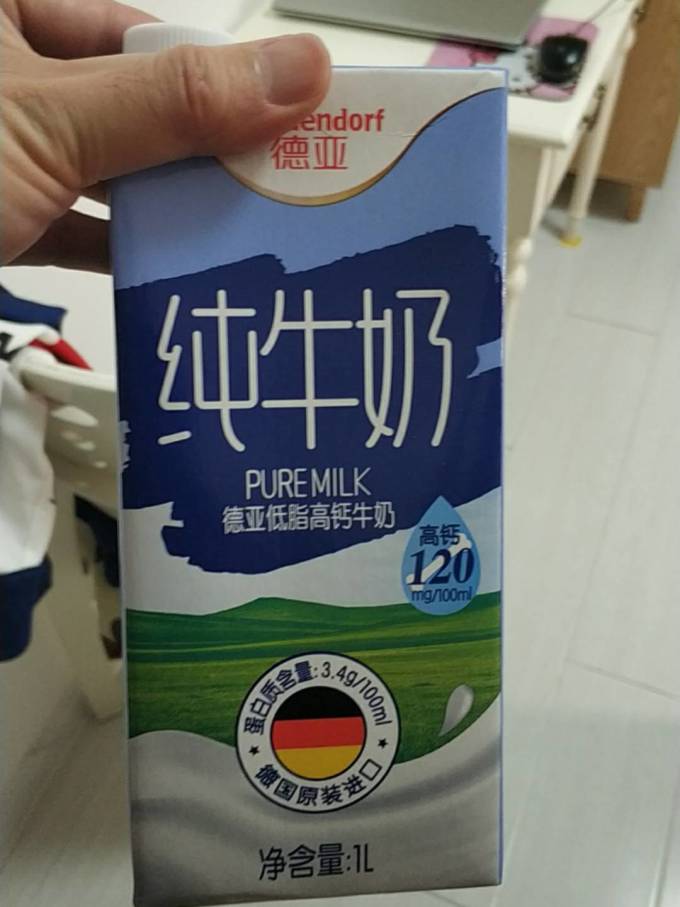 德亚
纯牛奶
PURE MILK
德亚低脂高钙牛奶
高钙
120
mg/100ml
蛋白质含量:3.4g/100ml
德国原装进口
净含量:1L